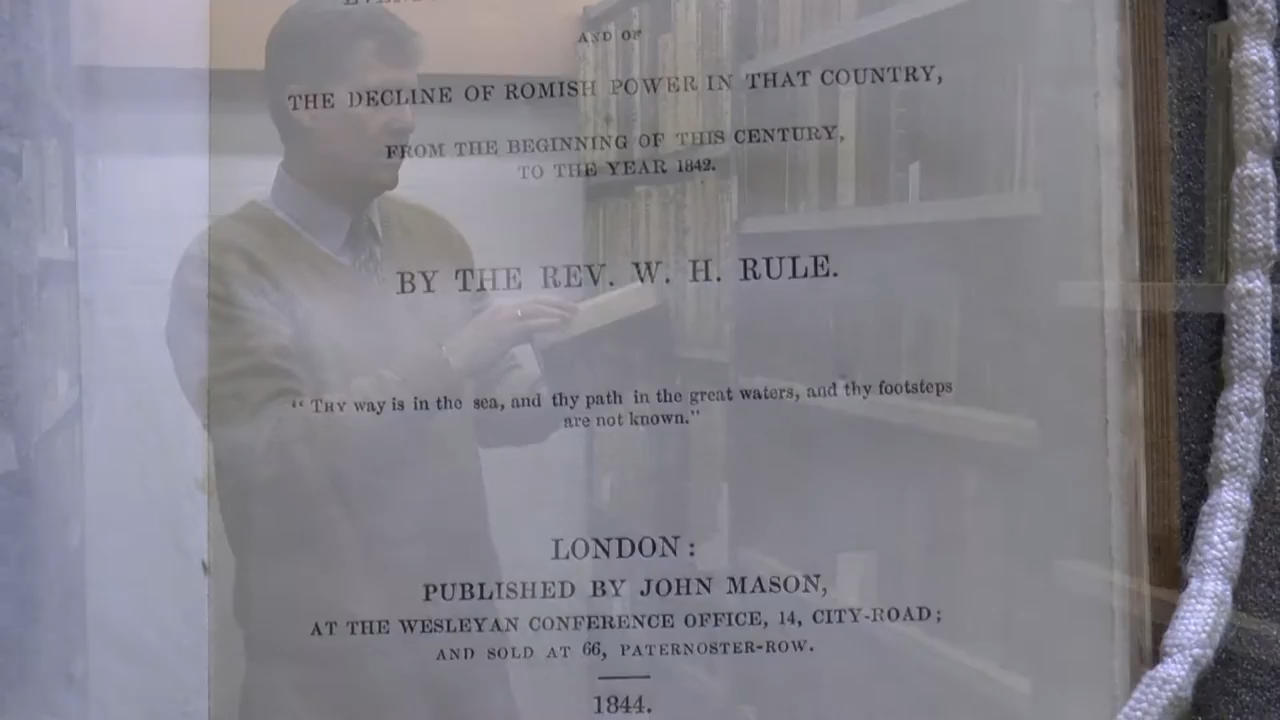 AND OF
THE DECLINE OF ROMISH POWER IN THAT COUNTRY,
FROM THE BEGINNING OF THIS CENTURY,
TO THE YEAR 1842.
BY THE REV. W. H. RULE.
“ THY way is in the sea, and thy path in the great waters, and thy footsteps
are not known.”
LONDON:
PUBLISHED BY JOHN MASON,
AT THE WESLEYAN CONFERENCE OFFICE, 14, CITY-ROAD;
AND SOLD AT 66, PATERNOSTER-ROW.
1844.